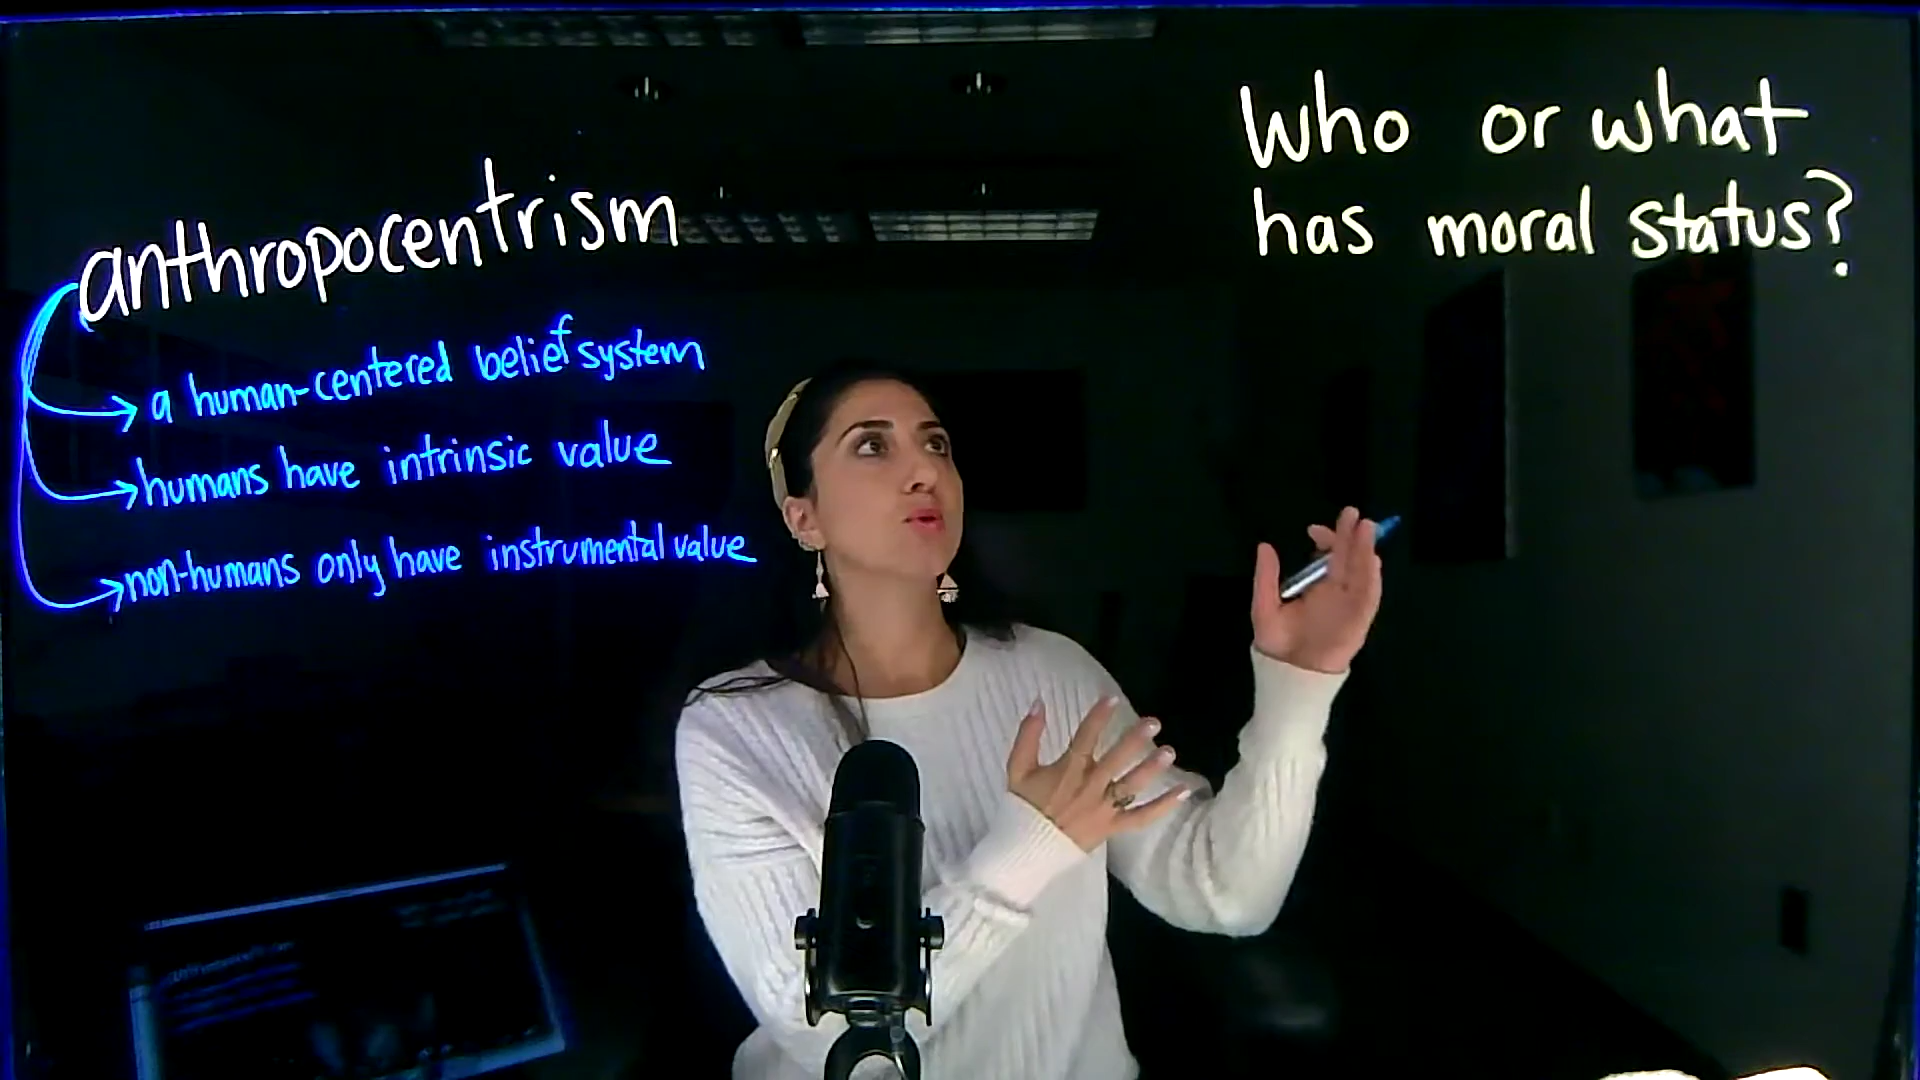 anthropocentrism
a human-centered belief system
humans have intrinsic value
non-humans only have instrumental value
Who or what
has moral status?